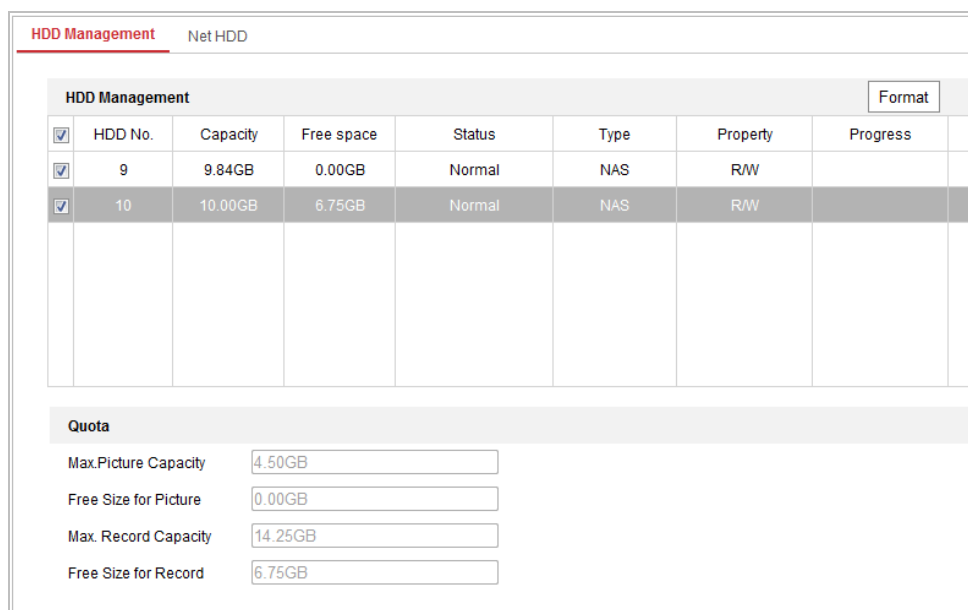 HDD Management Net HDD
HDD Management Format
HDD No. Capacity Free space Status Type Property Progress
9 9.84GB 0.00GB Normal NAS R/W
10 10.00GB 6.75GB Normal NAS R/W
Quota
Max.Picture Capacity 4.50GB
Free Size for Picture 0.00GB
Max. Record Capacity 14.25GB
Free Size for Record 6.75GB